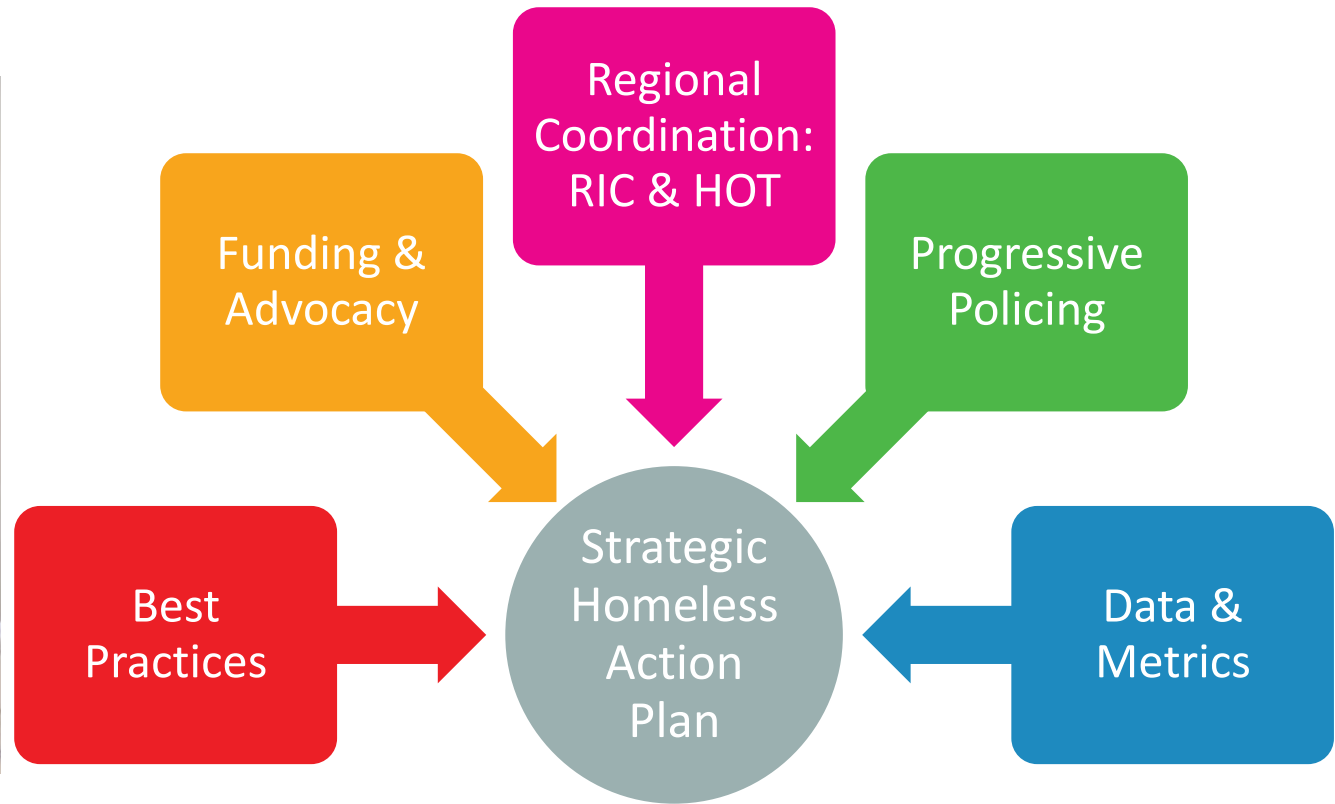 Regional
Coordination:
RIC & HOT
Funding &
Advocacy
Progressive
Policing
Best
Practices
Strategic
Homeless
Action
Plan
Data &
Metrics